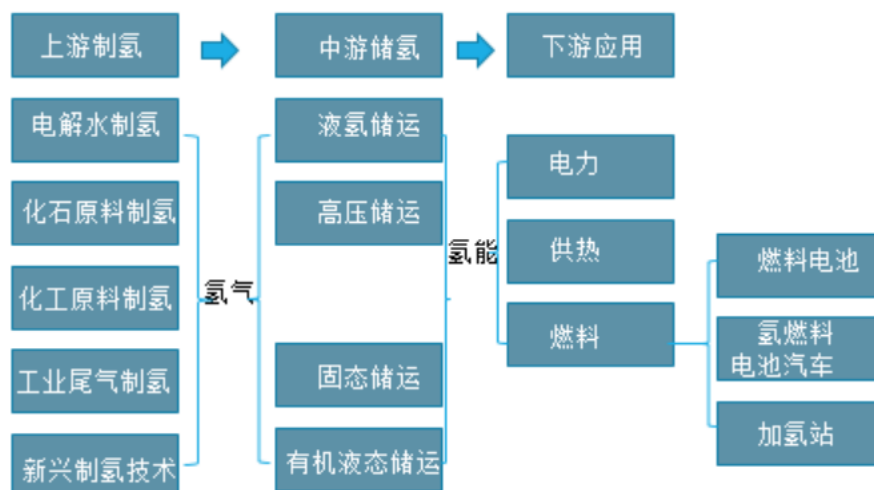 上游制氢
中游储氢
下游应用
电解水制氢
化石原料制氢
化工原料制氢
工业尾气制氢
新兴制氢技术
氢气
液氢储运
高压储运
固态储运
有机液态储运
氢能
电力
供热
燃料
燃料电池
氢燃料
电池汽车
加氢站